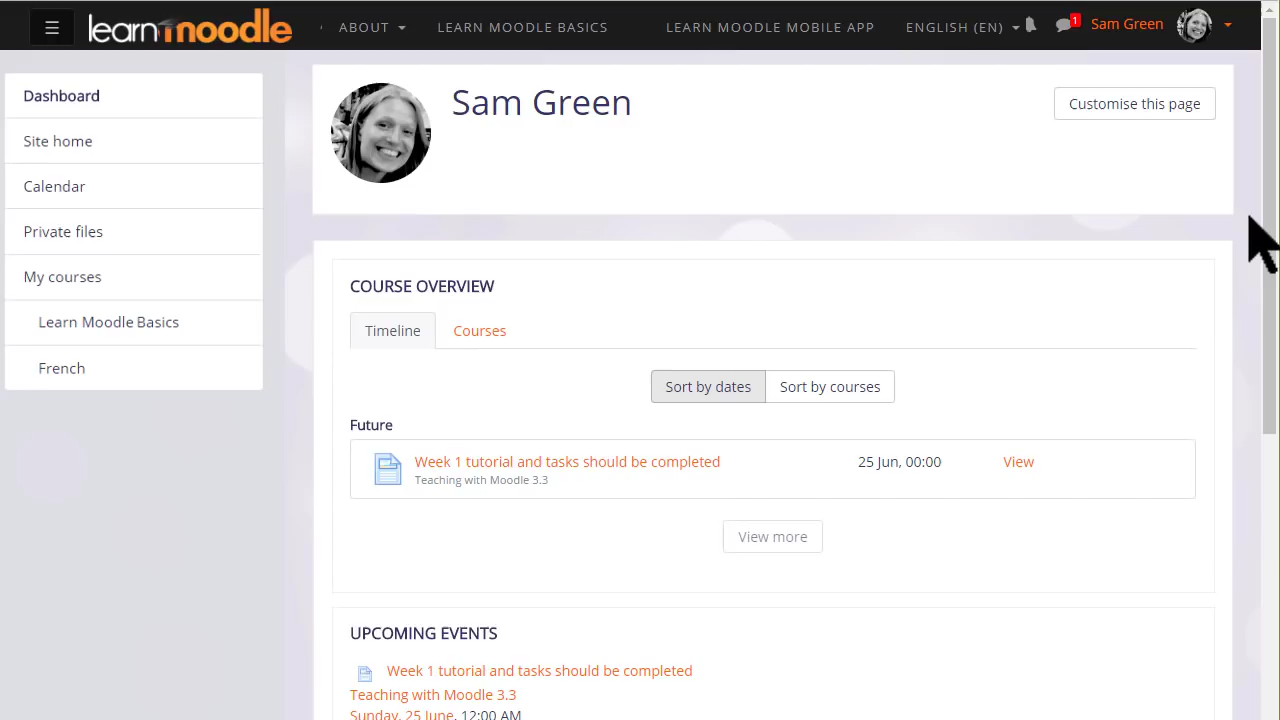 learn moodle ABOUT LEARN MOODLE BASICS LEARN MOODLE MOBILE APP ENGLISH (EN) 1 Sam Green
Dashboard
Site home
Calendar
Private files
My courses
Learn Moodle Basics
French
Sam Green
Customise this page
COURSE OVERVIEW
Timeline Courses
Sort by dates Sort by courses
Future
Week 1 tutorial and tasks should be completed 25 Jun, 00:00 View
Teaching with Moodle 3.3
View more
UPCOMING EVENTS
Week 1 tutorial and tasks should be completed
Teaching with Moodle 3.3
Sunday, 25 June, 12:00 AM